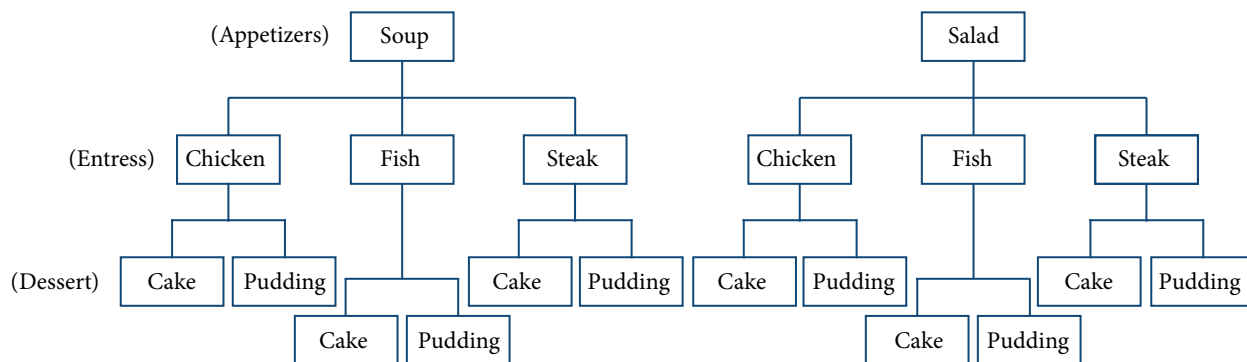 (Appetizers) Soup Salad
(Entress) Chicken Fish Steak Chicken Fish Steak
(Dessert) Cake Pudding Cake Pudding Cake Pudding Cake Pudding
Cake Pudding Cake Pudding